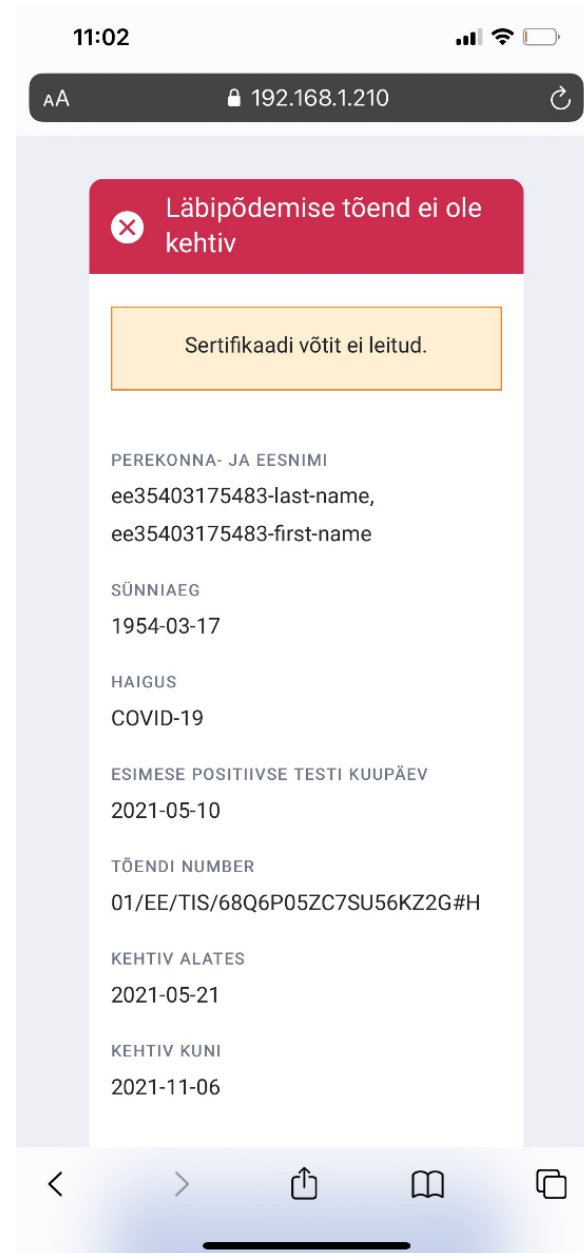 11:02
AA 192.168.1.210
Läbipõdemise tõend ei ole
kehtiv
Sertifikaadi võtit ei leitud.
PEREKONNA- JA EESNIMI
ee35403175483-last-name,
ee35403175483-first-name
SÜNNIAEG
1954-03-17
HAIGUS
COVID-19
ESIMESE POSITIIVSE TESTI KUUPÄEV
2021-05-10
TÕENDI NUMBER
01/EE/TIS/68Q6P05ZC7SU56KZ2G#H
KEHTIV ALATES
2021-05-21
KEHTIV KUNI
2021-11-06